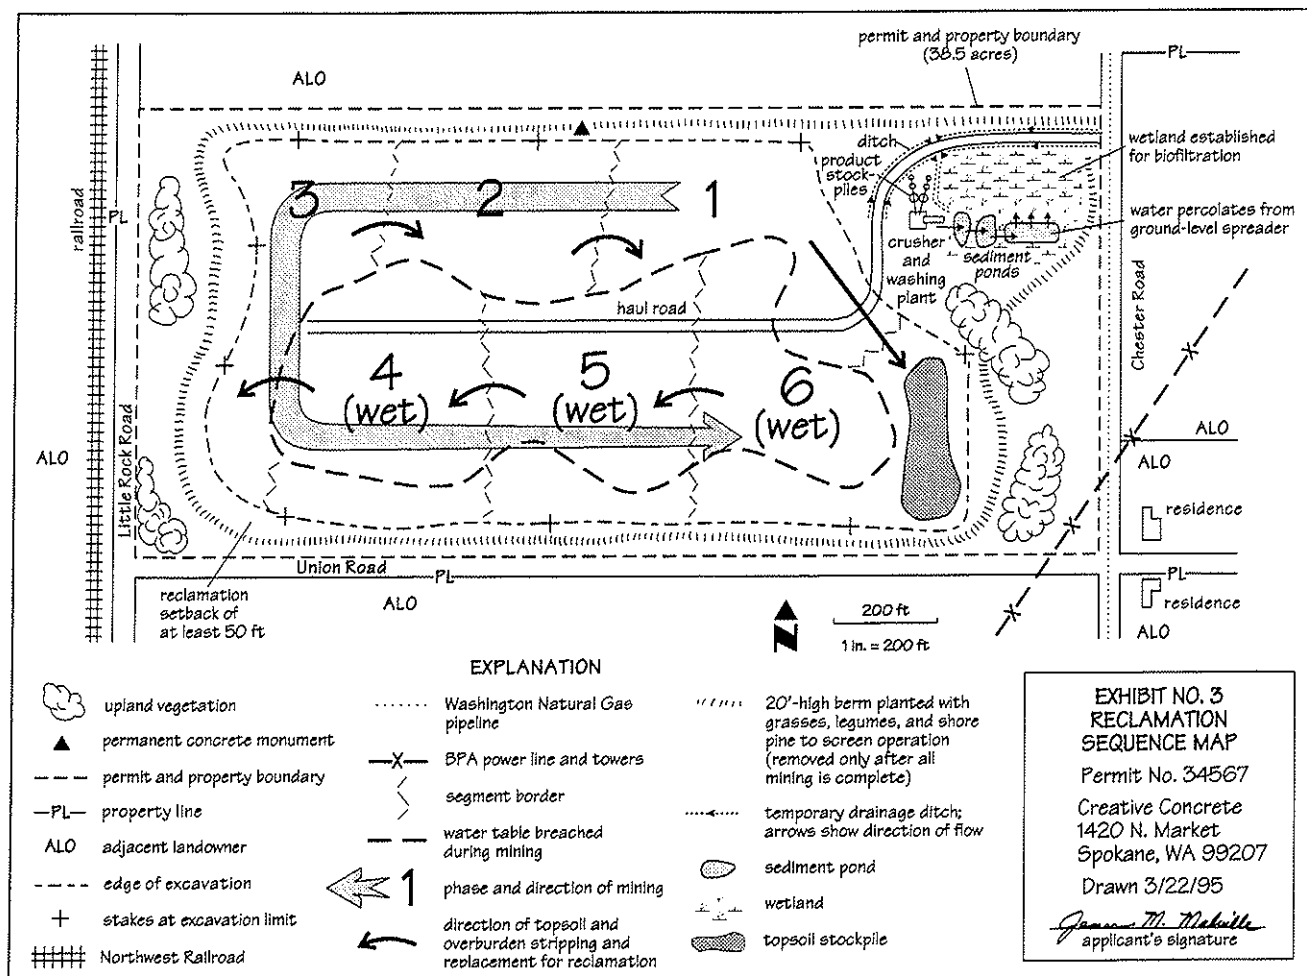 permit and property boundary
(38.5 acres)
PL
ALO
ditch
product
stock-
piles
wetland established
for biofiltration
railroad
PL
3
2
1
water percolates from
ground-level spreader
crusher
and
washing
plant
sediment
ponds
haul road
Chester Road
4
(wet)
5
(wet)
6
(wet)
ALO
Little Rock Road
ALO
ALO
residence
Union Road
PL
PL
ALO
residence
ALO
reclamation
setback of
at least 50 ft
N
200 ft
1 in. = 200 ft
EXPLANATION
upland vegetation
permanent concrete monument
permit and property boundary
—PL— property line
ALO adjacent landowner
edge of excavation
stakes at excavation limit
Northwest Railroad
Washington Natural Gas
pipeline
—X— BPA power line and towers
segment border
water table breached
during mining
1 phase and direction of mining
direction of topsoil and
overburden stripping and
replacement for reclamation
20'-high berm planted with
grasses, legumes, and shore
pine to screen operation
(removed only after all
mining is complete)
temporary drainage ditch;
arrows show direction of flow
sediment pond
wetland
topsoil stockpile
EXHIBIT NO. 3
RECLAMATION
SEQUENCE MAP
Permit No. 34567
Creative Concrete
1420 N. Market
Spokane, WA 99207
Drawn 3/22/95
James M. Malville
applicant's signature